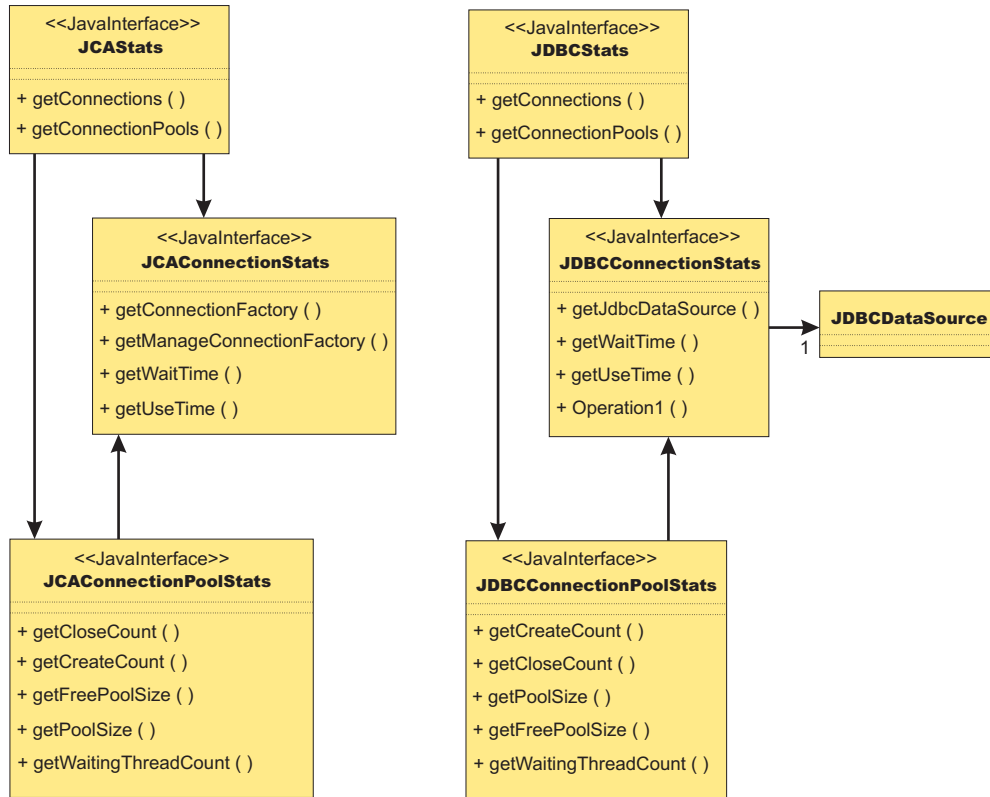 <<JavaInterface>>
JCAStats
+ getConnections ( )
+ getConnectionPools ( )
<<JavaInterface>>
JDBCStats
+ getConnections ( )
+ getConnectionPools ( )
<<JavaInterface>>
JCAConnectionStats
+ getConnectionFactory ( )
+ getManageConnectionFactory ( )
+ getWaitTime ( )
+ getUseTime ( )
<<JavaInterface>>
JDBCConnectionStats
+ getJdbcDataSource ( )
+ getWaitTime ( )
+ getUseTime ( )
+ Operation1 ( )
1
JDBCDataSource
<<JavaInterface>>
JCAConnectionPoolStats
+ getCloseCount ( )
+ getCreateCount ( )
+ getFreePoolSize ( )
+ getPoolSize ( )
+ getWaitingThreadCount ( )
<<JavaInterface>>
JDBCConnectionPoolStats
+ getCreateCount ( )
+ getCloseCount ( )
+ getPoolSize ( )
+ getFreePoolSize ( )
+ getWaitingThreadCount ( )